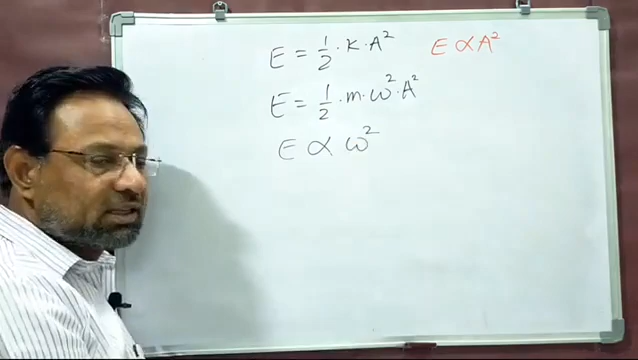 E = 1/2 · K · A² E ∝ A²
E = 1/2 · m · ω² · A²
E ∝ ω²